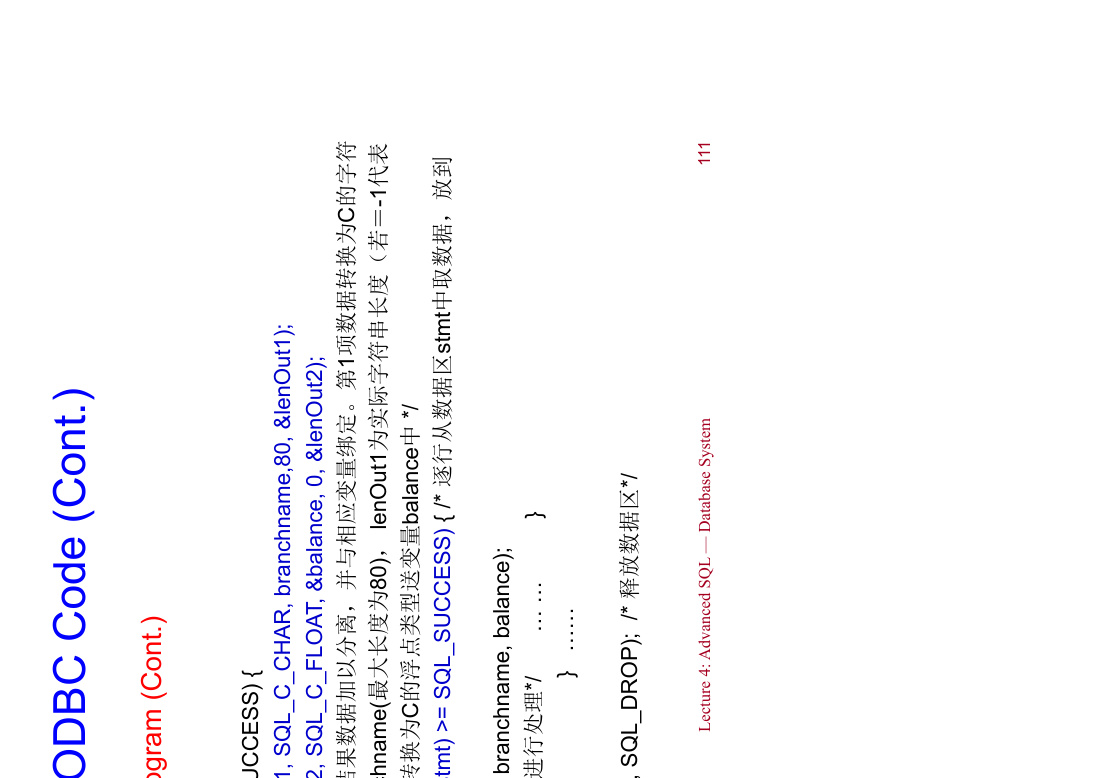 ODBC Code (Cont.)
ogram (Cont.)
UCCESS) {
1, SQL_C_CHAR, branchname,80, &lenOut1);
2, SQL_C_FLOAT, &balance, 0, &lenOut2);
结果数据加以分离，并与相应变量绑定。第1项数据转换为C的字符
chname(最大长度为80)， lenOut1为实际字符串长度（若＝-1代表
转换为C的浮点类型送变量balance中 */
tmt) >= SQL_SUCCESS) { /* 逐行从数据区stmt中取数据，放到
branchname, balance);
进行处理*/ … … }
} ……
, SQL_DROP); /* 释放数据区*/
Lecture 4: Advanced SQL — Database System 111